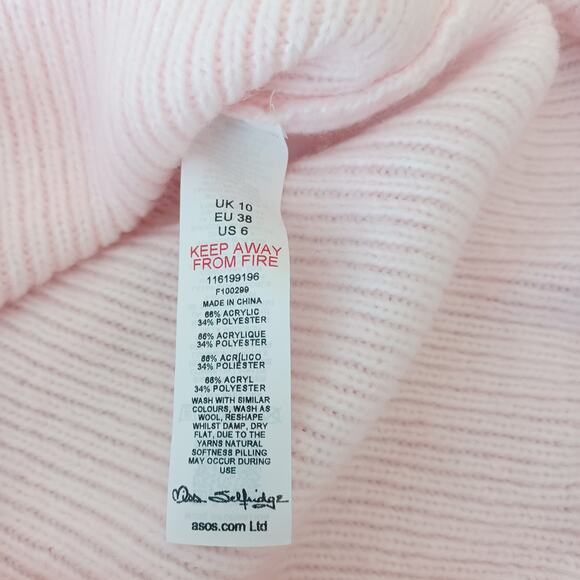 UK 10
EU 38
US 6
KEEP AWAY
FROM FIRE
116199196
F100299
MADE IN CHINA
66% ACRYLIC
34% POLYESTER
66% ACRYLIQUE
34% POLYESTER
66% ACRÍLICO
34% POLIÉSTER
66% ACRYL
34% POLYESTER
WASH WITH SIMILAR
COLOURS, WASH AS
WOOL, RESHAPE
WHILST DAMP, DRY
FLAT, DUE TO THE
YARNS NATURAL
SOFTNESS PILLING
MAY OCCUR DURING
USE
Miss Selfridge
asos.com Ltd